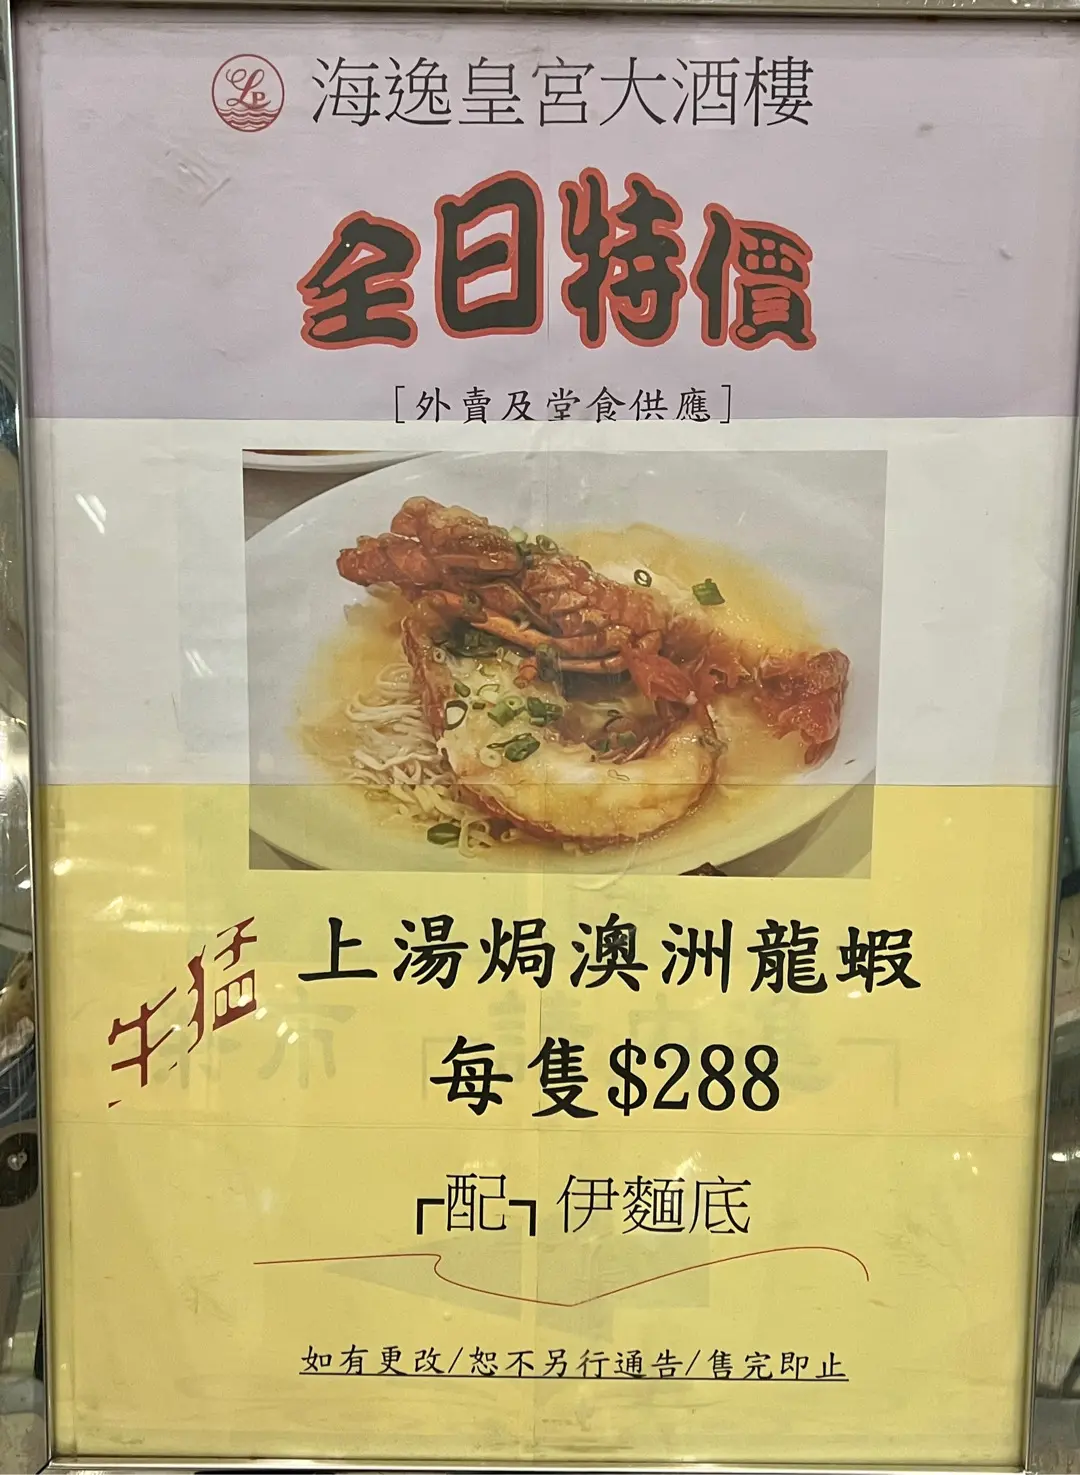 海逸皇宮大酒樓
全日特價
[外賣及堂食供應]
生猛
上湯焗澳洲龍蝦
每隻$288
「配」伊麵底
如有更改/恕不另行通告/售完即止